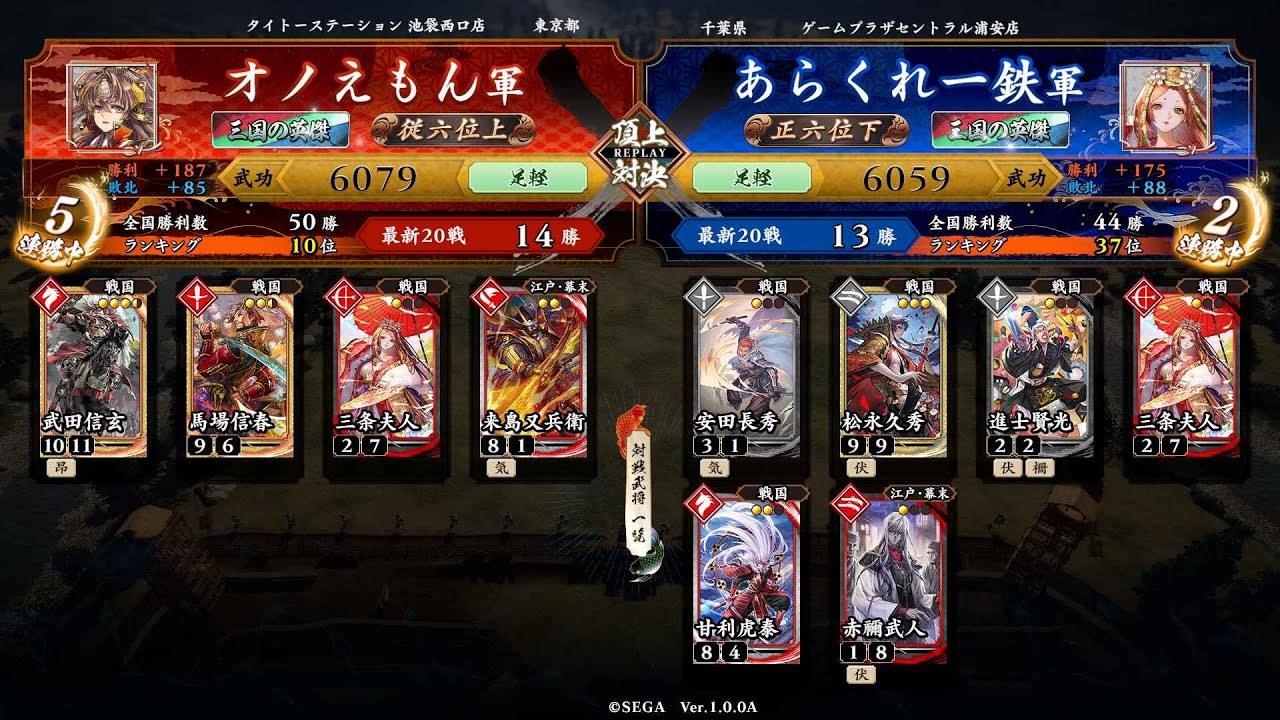 タイトーステーション 池袋西口店 東京都
千葉県 ゲームプラザセントラル浦安店
オノえもん軍
あらくれ一鉄軍
三国の英傑 従六位上
正六位下 三国の英傑
頂上
REPLAY
対決
勝利 +187
敗北 +85
武功 6079 足軽
足軽 6059 武功
勝利 +175
敗北 +88
5
連勝中
全国勝利数 50勝
ランキング 10位
最新20戦 14勝
最新20戦 13勝
全国勝利数 44勝
ランキング 37位
2
連勝中
戦国
武田信玄
10 11
昂
戦国
馬場信春
9 6
戦国
三条夫人
2 7
江戸・幕末
来島又兵衛
8 1
気
対戦武将一覧
戦国
安田長秀
3 1
気
戦国
松永久秀
9 9
伏
戦国
進士賢光
2 2
伏 柵
戦国
三条夫人
2 7
戦国
甘利虎泰
8 4
江戸・幕末
赤禰武人
1 8
伏
©SEGA Ver.1.0.0A